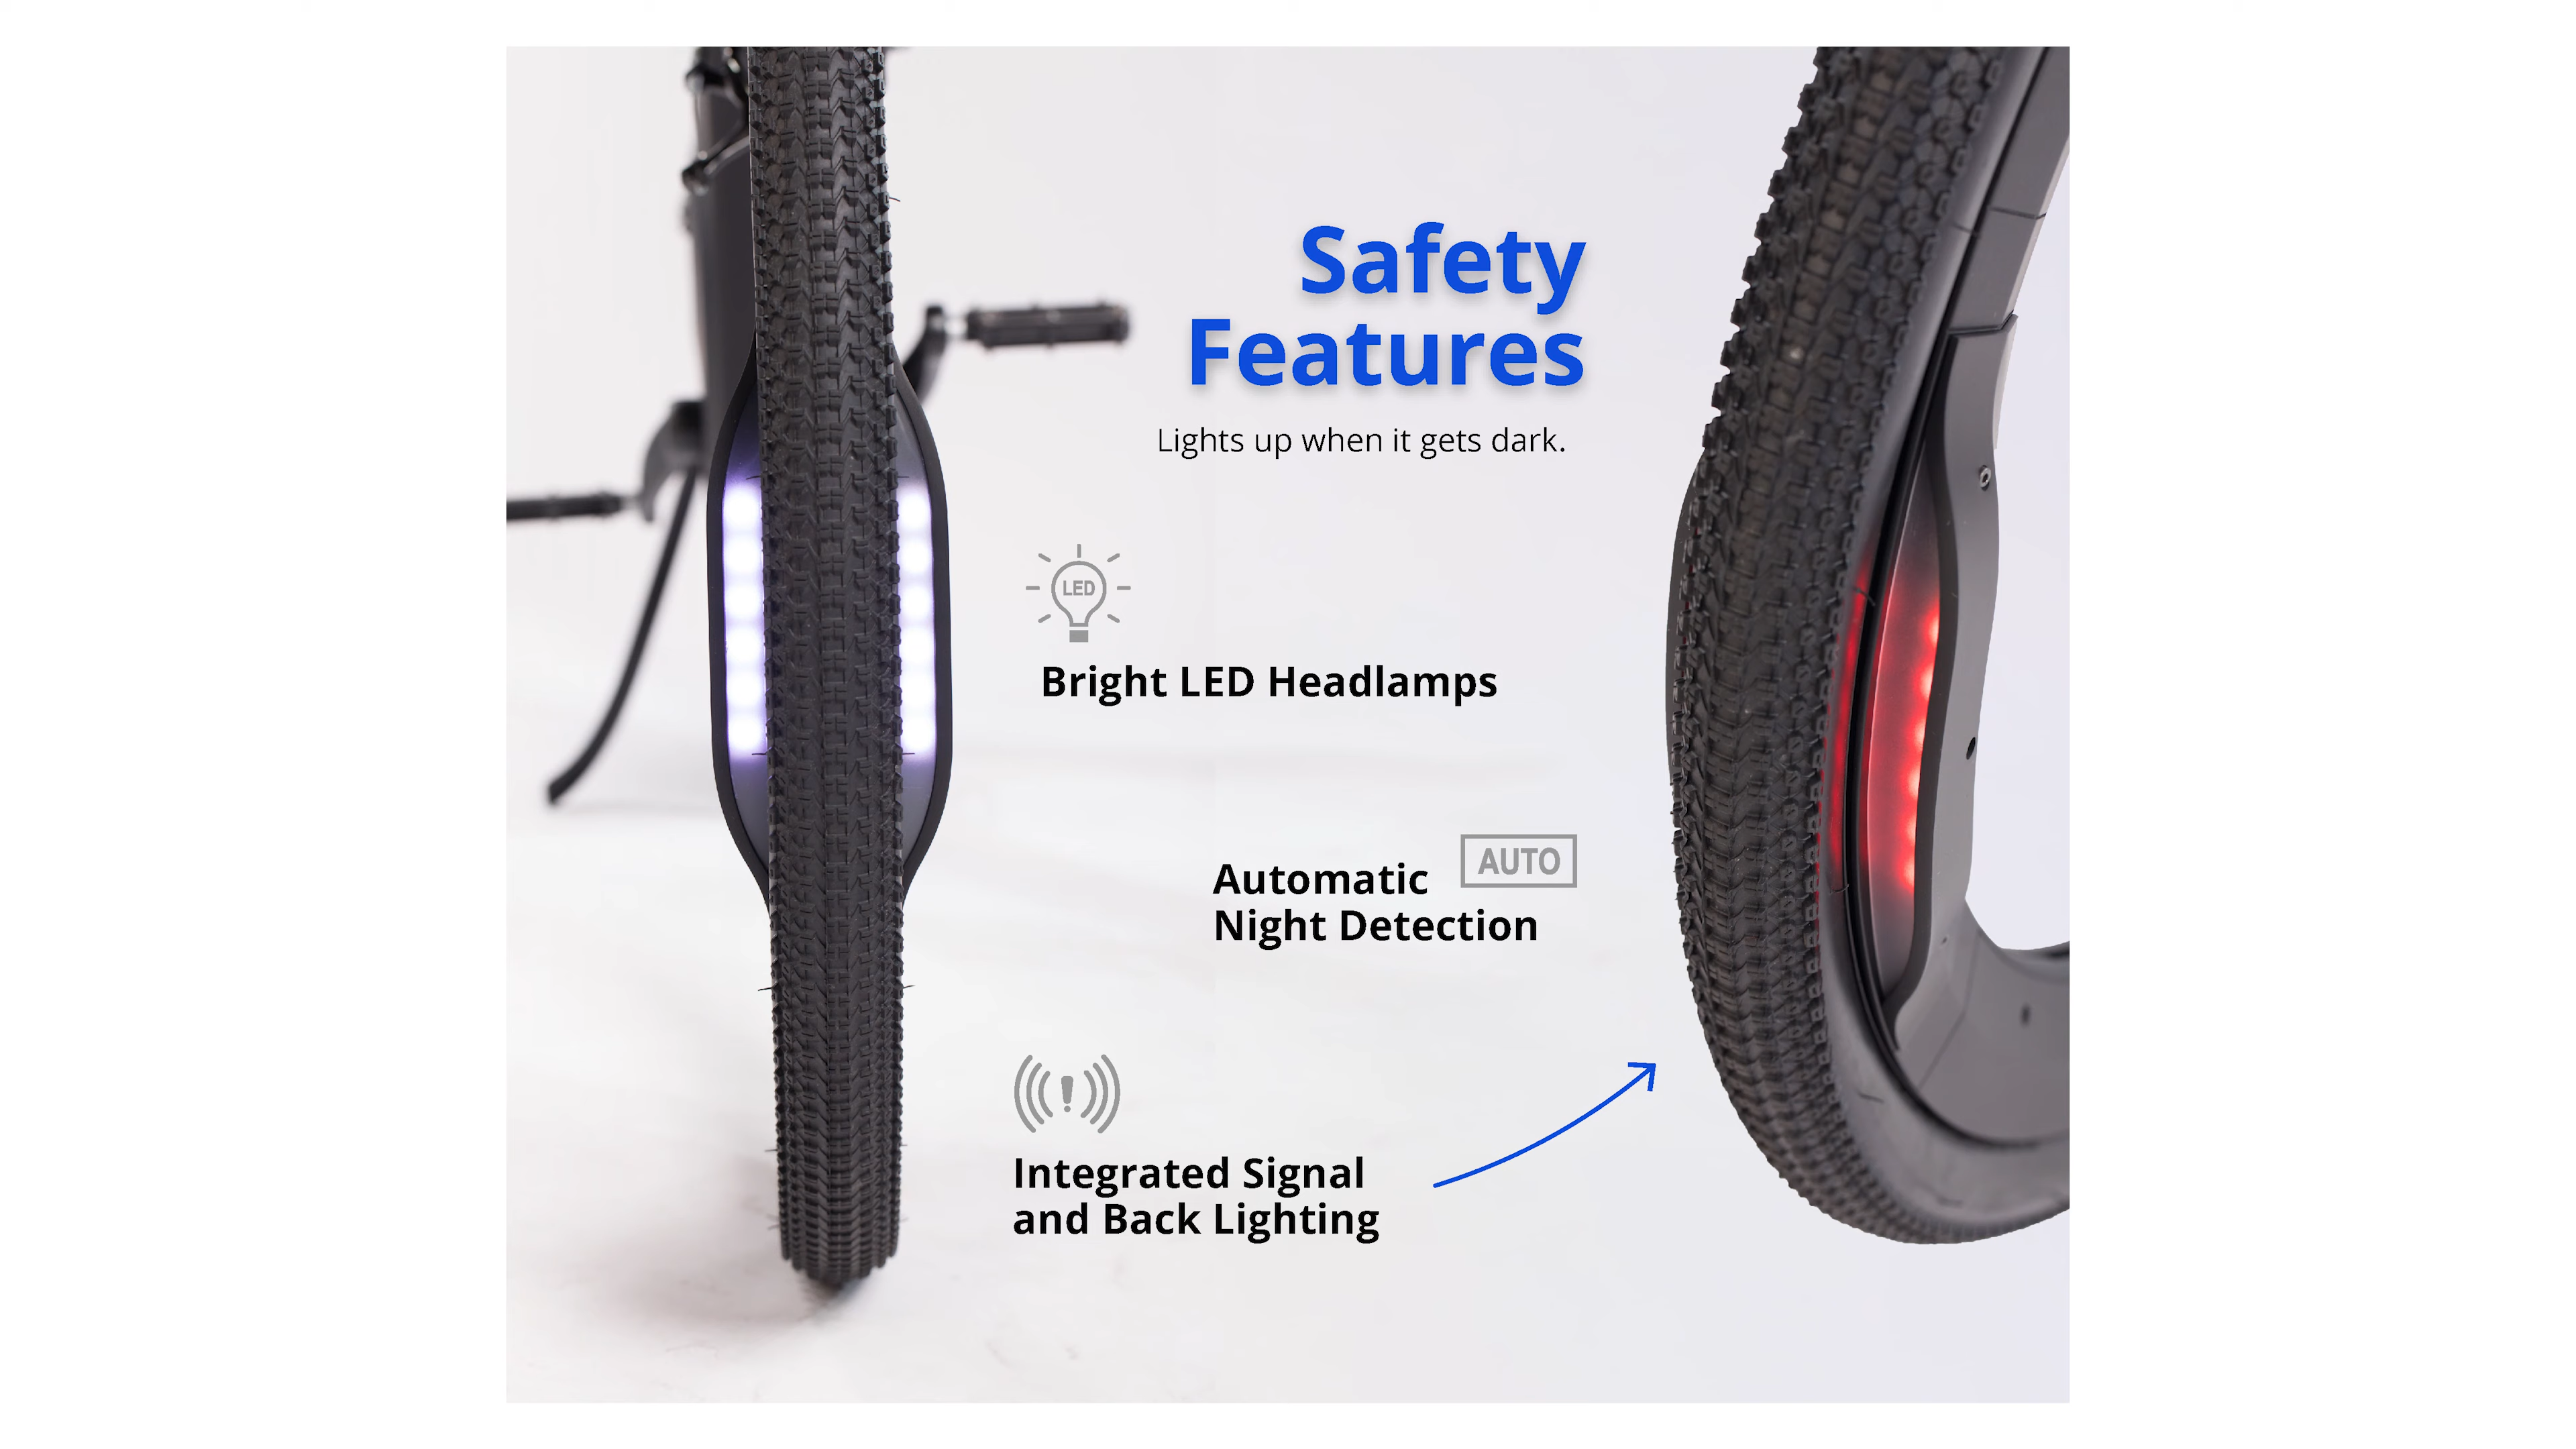 Safety
Features
Lights up when it gets dark.
LED
Bright LED Headlamps
AUTO
Automatic
Night Detection
Integrated Signal
and Back Lighting